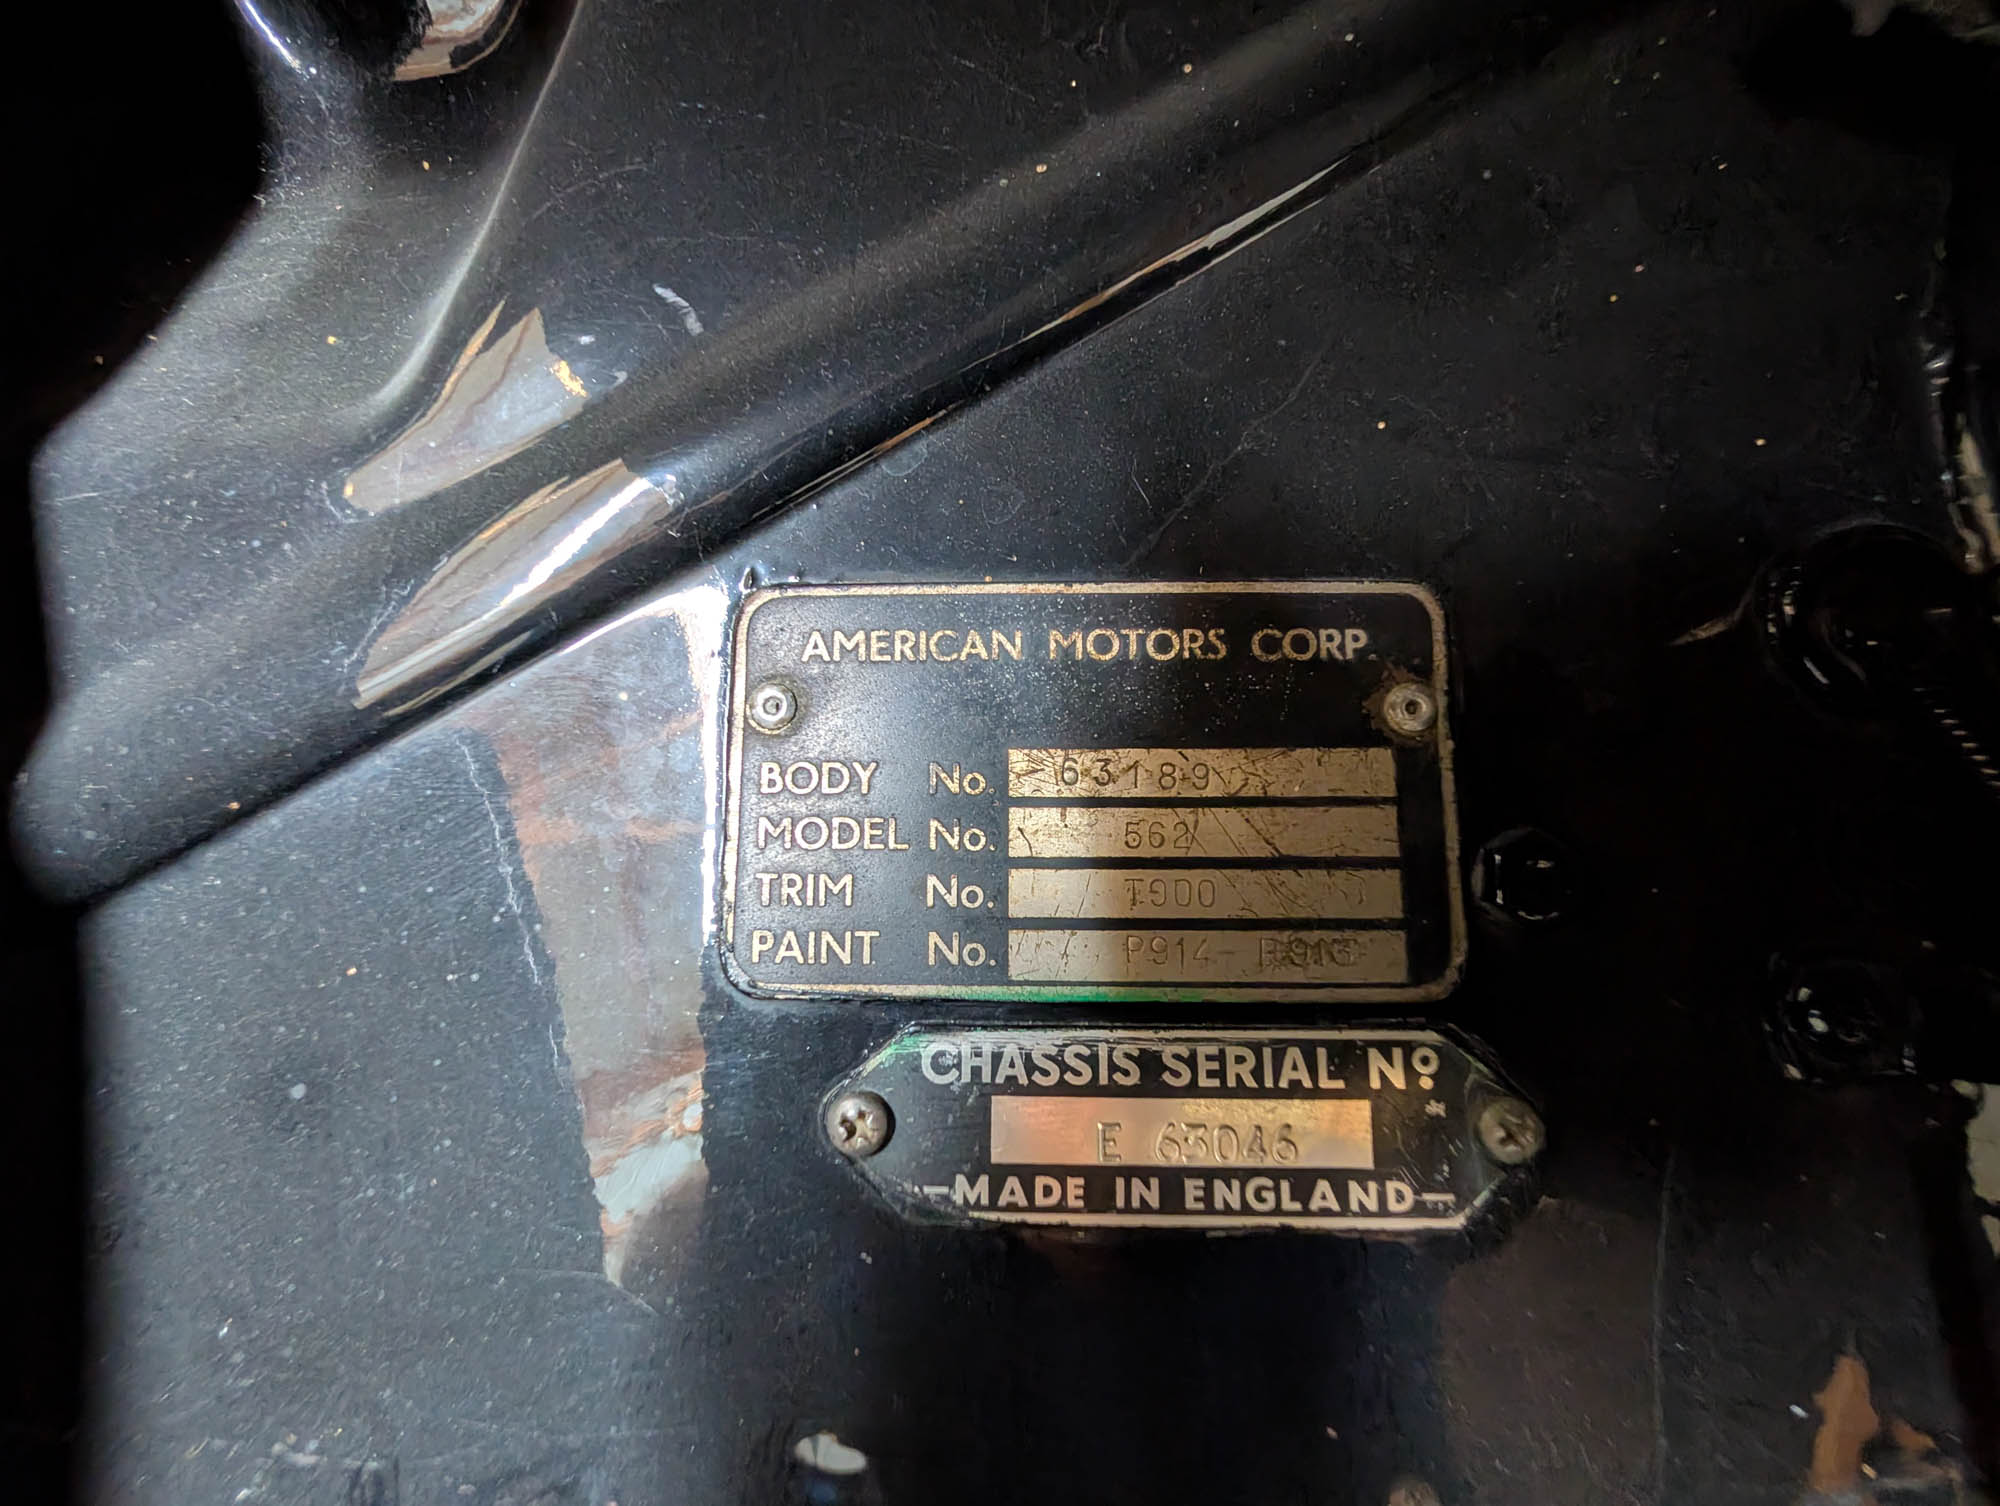 AMERICAN MOTORS CORP.
BODY No. 63189
MODEL No. 562
TRIM No. T900
PAINT No. P914- P913
CHASSIS SERIAL Nº
E 63046
-MADE IN ENGLAND-